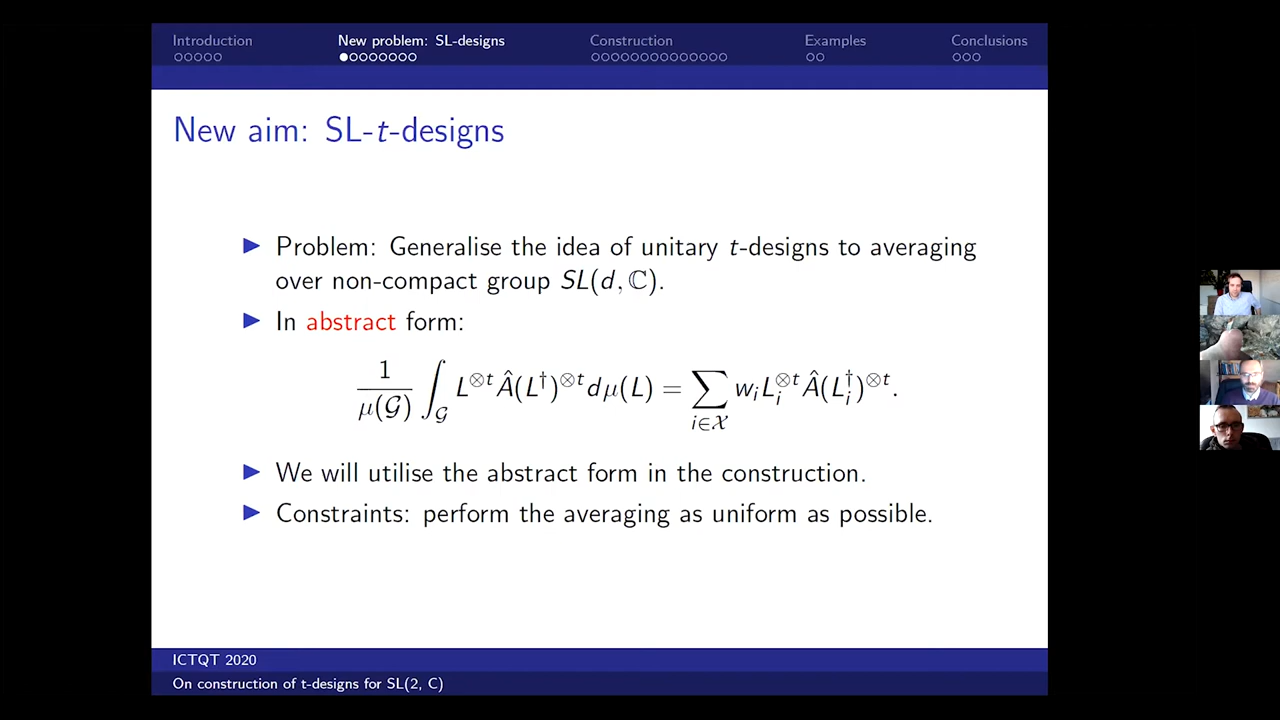 Introduction New problem: SL-designs Construction Examples Conclusions
New aim: SL-t-designs
Problem: Generalise the idea of unitary t-designs to averaging
over non-compact group SL(d, ℂ).
In abstract form:
1/μ(𝒢) ∫_𝒢 L^{⊗t} Â(L^†)^{⊗t} dμ(L) = ∑_{i∈𝒳} w_i L_i^{⊗t} Â(L_i^†)^{⊗t}.
We will utilise the abstract form in the construction.
Constraints: perform the averaging as uniform as possible.
ICTQT 2020
On construction of t-designs for SL(2, C)